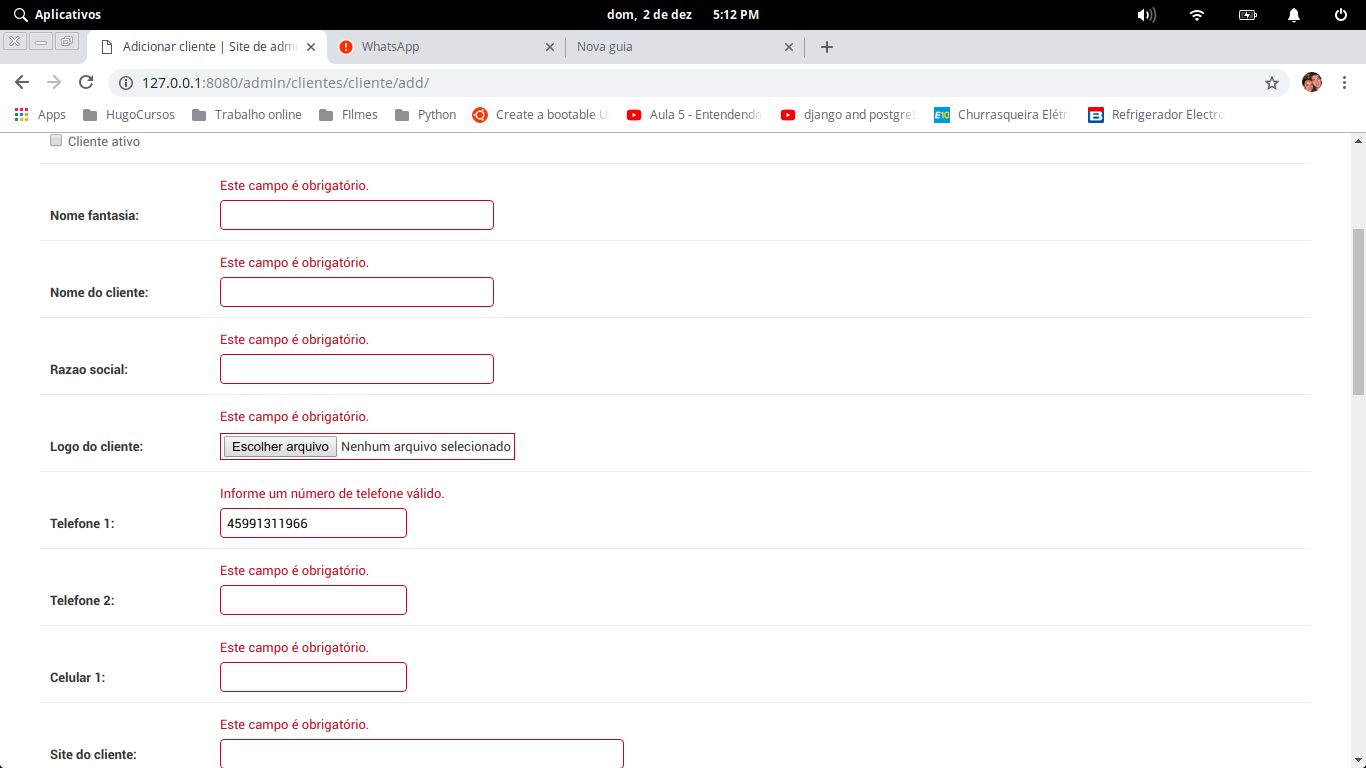 Aplicativos dom, 2 de dez 5:12 PM
Adicionar cliente | Site de admi WhatsApp Nova guia
127.0.0.1:8080/admin/clientes/cliente/add/
Apps HugoCursos Trabalho online FIlmes Python Create a bootable U Aula 5 - Entendendo django and postgreS Churrasqueira Elétr Refrigerador Electro
Cliente ativo
Este campo é obrigatório.
Nome fantasia:
Este campo é obrigatório.
Nome do cliente:
Este campo é obrigatório.
Razao social:
Este campo é obrigatório.
Logo do cliente: Escolher arquivo Nenhum arquivo selecionado
Informe um número de telefone válido.
Telefone 1: 45991311966
Este campo é obrigatório.
Telefone 2:
Este campo é obrigatório.
Celular 1:
Este campo é obrigatório.
Site do cliente: